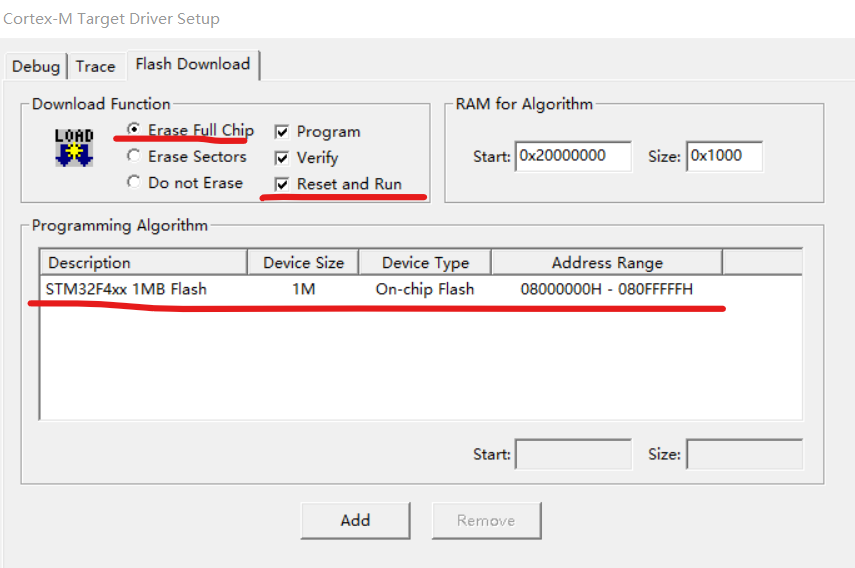 Cortex-M Target Driver Setup
Debug Trace Flash Download
Download Function
LOAD
Erase Full Chip
Program
Erase Sectors
Verify
Do not Erase
Reset and Run
RAM for Algorithm
Start: 0x20000000 Size: 0x1000
Programming Algorithm
Description Device Size Device Type Address Range
STM32F4xx 1MB Flash 1M On-chip Flash 08000000H - 080FFFFFH
Start: Size:
Add Remove